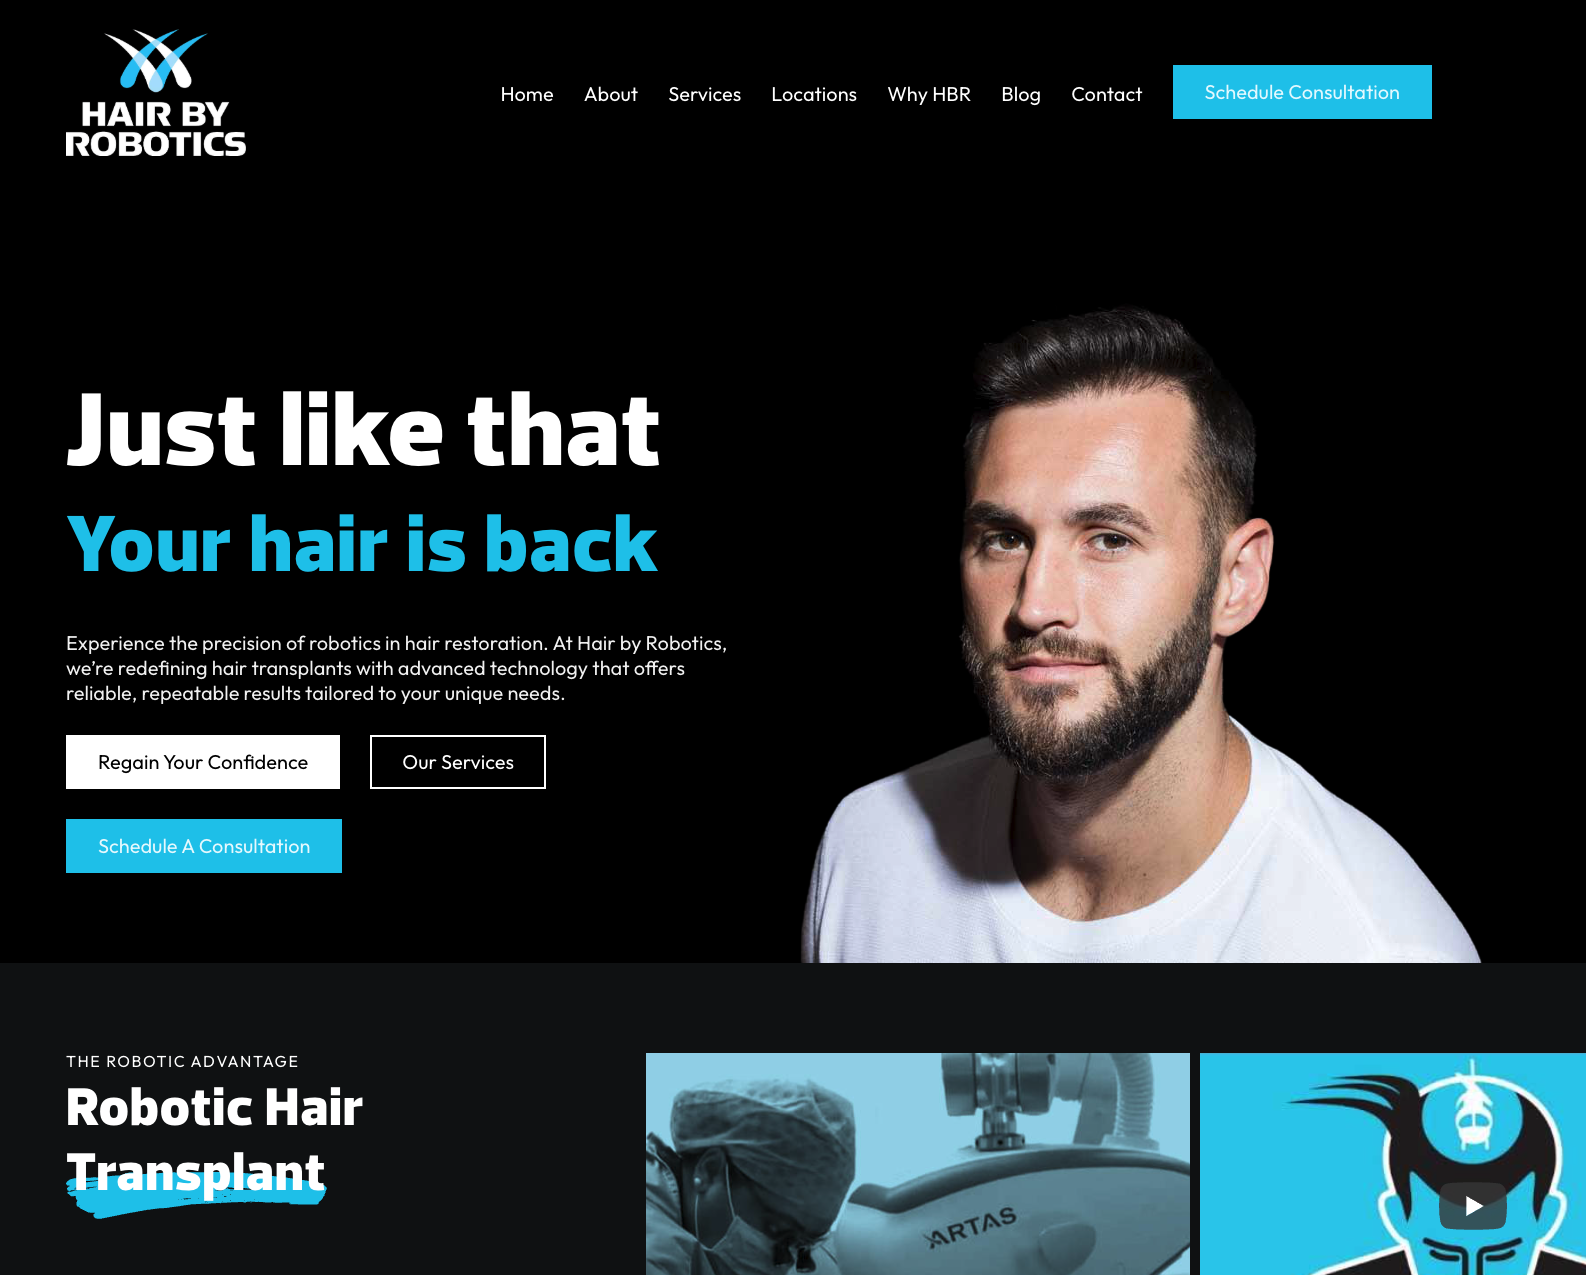 HAIR BY
ROBOTICS
Home About Services Locations Why HBR Blog Contact Schedule Consultation
Just like that
Your hair is back
Experience the precision of robotics in hair restoration. At Hair by Robotics,
we’re redefining hair transplants with advanced technology that offers
reliable, repeatable results tailored to your unique needs.
Regain Your Confidence Our Services
Schedule A Consultation
THE ROBOTIC ADVANTAGE
Robotic Hair
Transplant
ARTAS